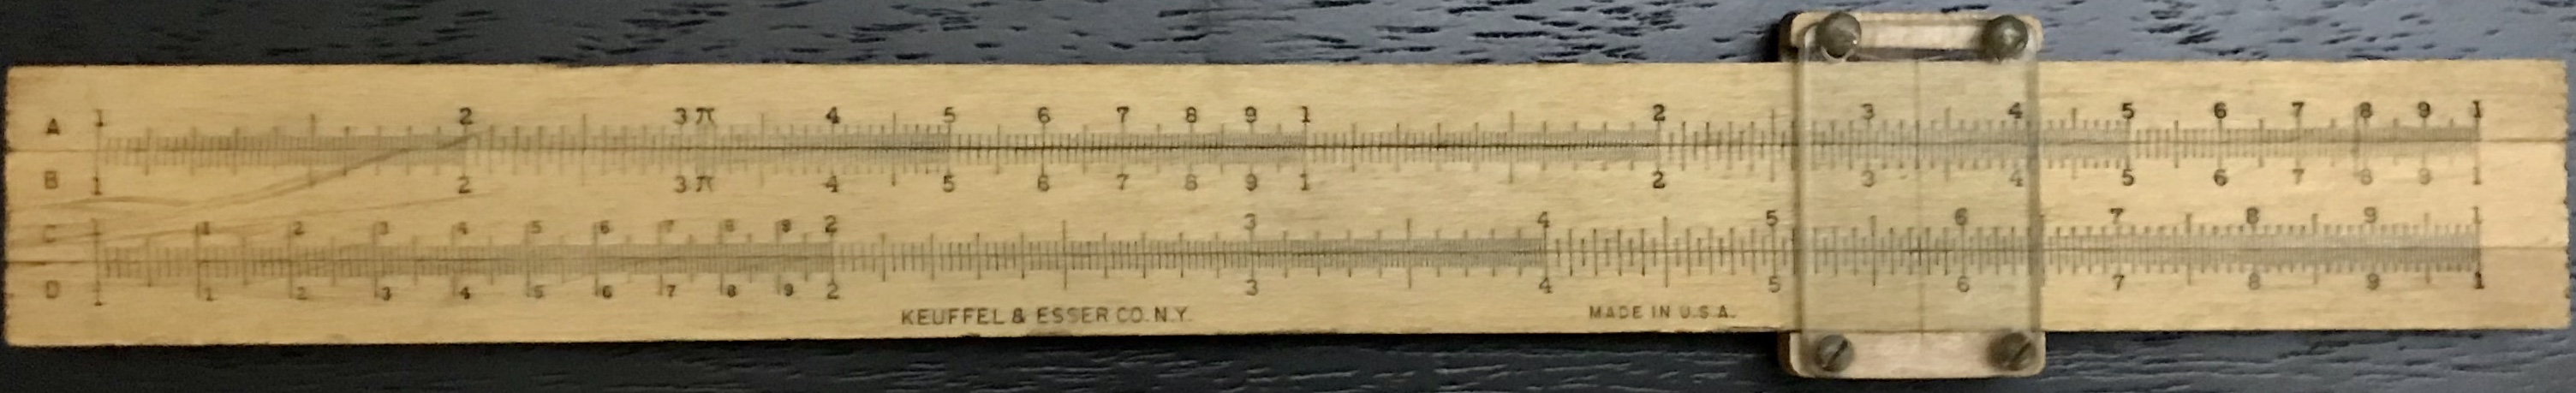 A 1 2 3 π 4 5 6 7 8 9 1 2 3 4 5 6 7 8 9 1
B 1 2 3 π 4 5 6 7 8 9 1 2 3 4 5 6 7 8 9 1
C 1 2 3 4 5 6 7 8 9 2 3 4 5 6 7 8 9 1
D 1 1 2 3 4 5 6 7 8 9 2 3 4 5 6 7 8 9 1
KEUFFEL & ESSER CO. N.Y. MADE IN U.S.A.